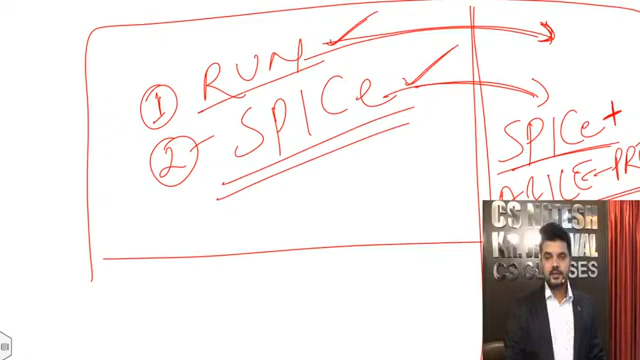 ① RUN
② SPICe
SPICe+
CS NITESH
CS CLASSES